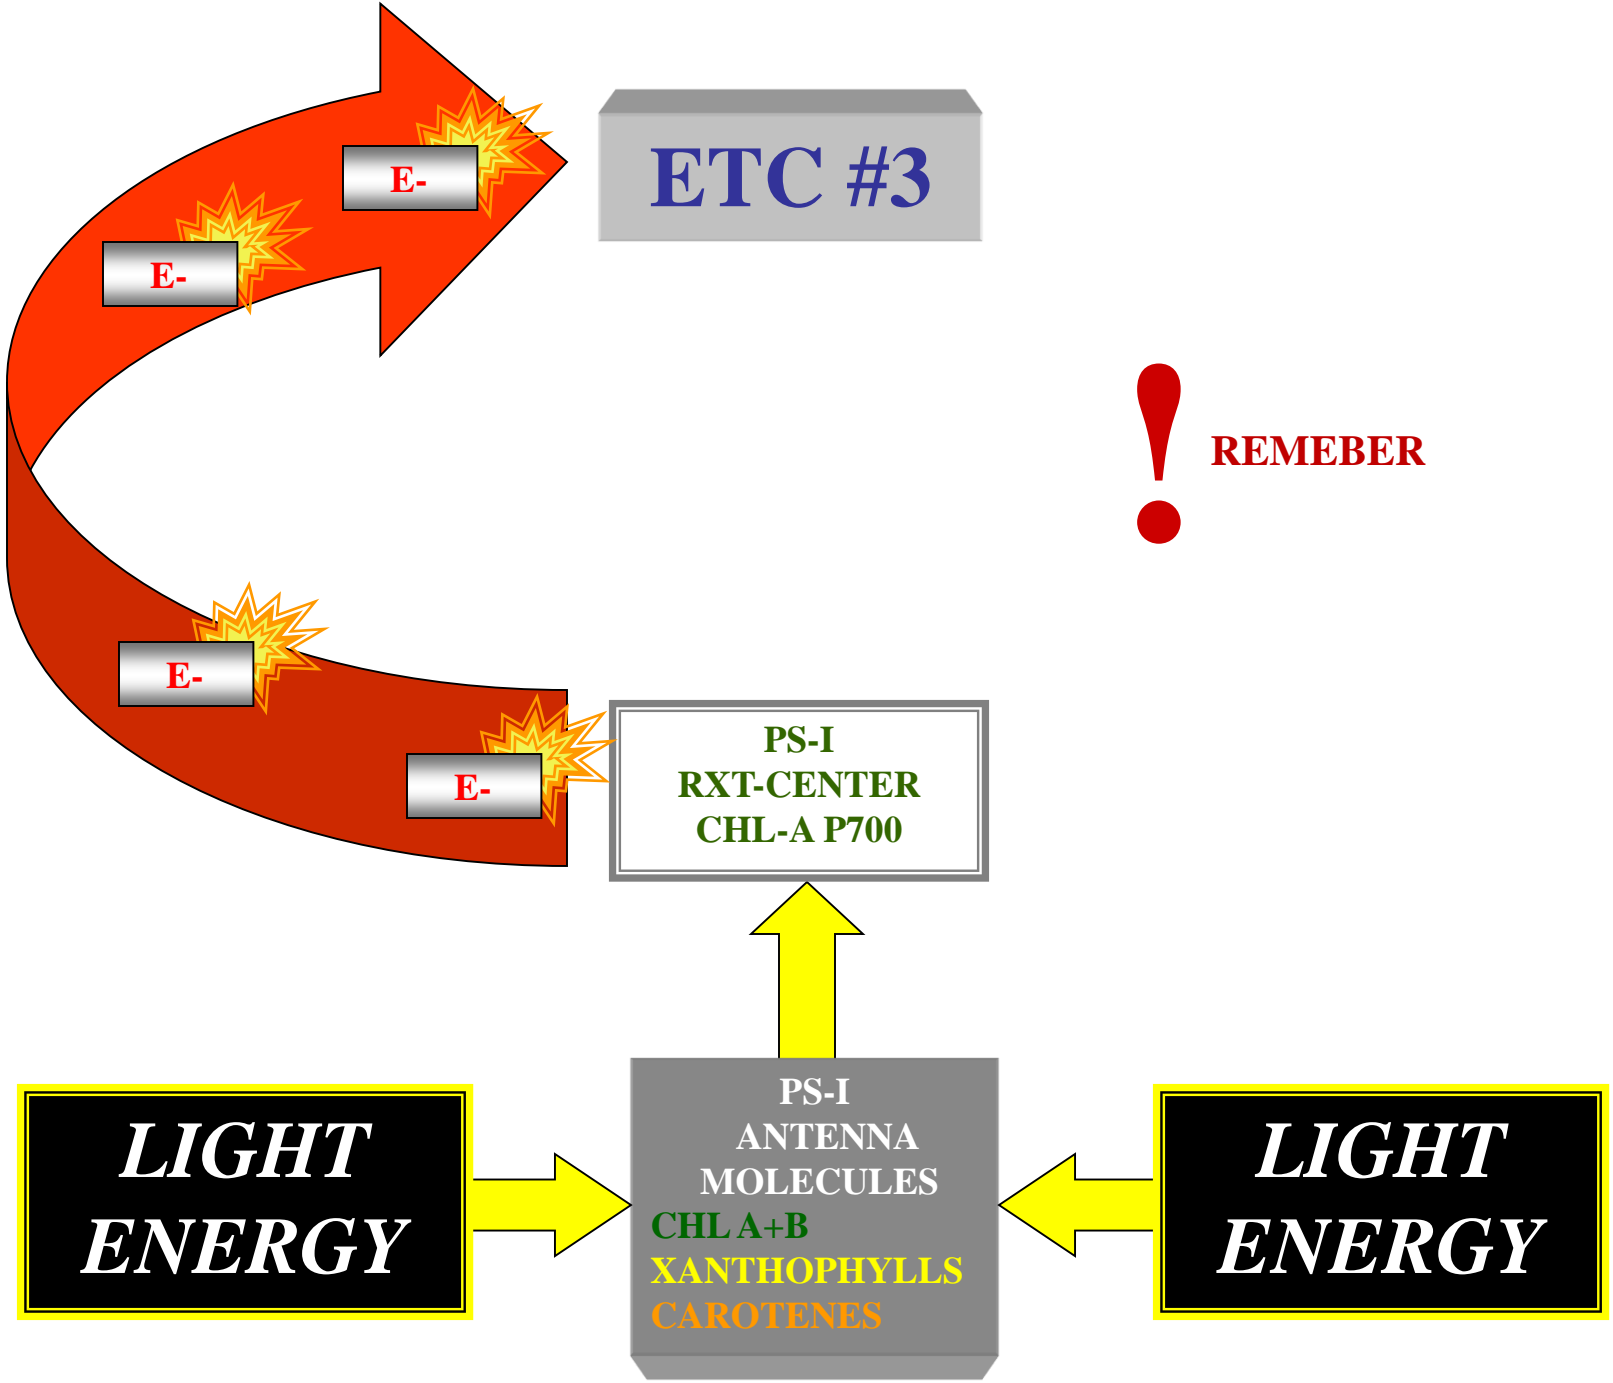 E-
ETC #3
E-
! REMEBER
E-
E-
PS-I
RXT-CENTER
CHL-A P700
LIGHT
ENERGY
PS-I
ANTENNA
MOLECULES
CHL A+B
XANTHOPHYLLS
CAROTENES
LIGHT
ENERGY